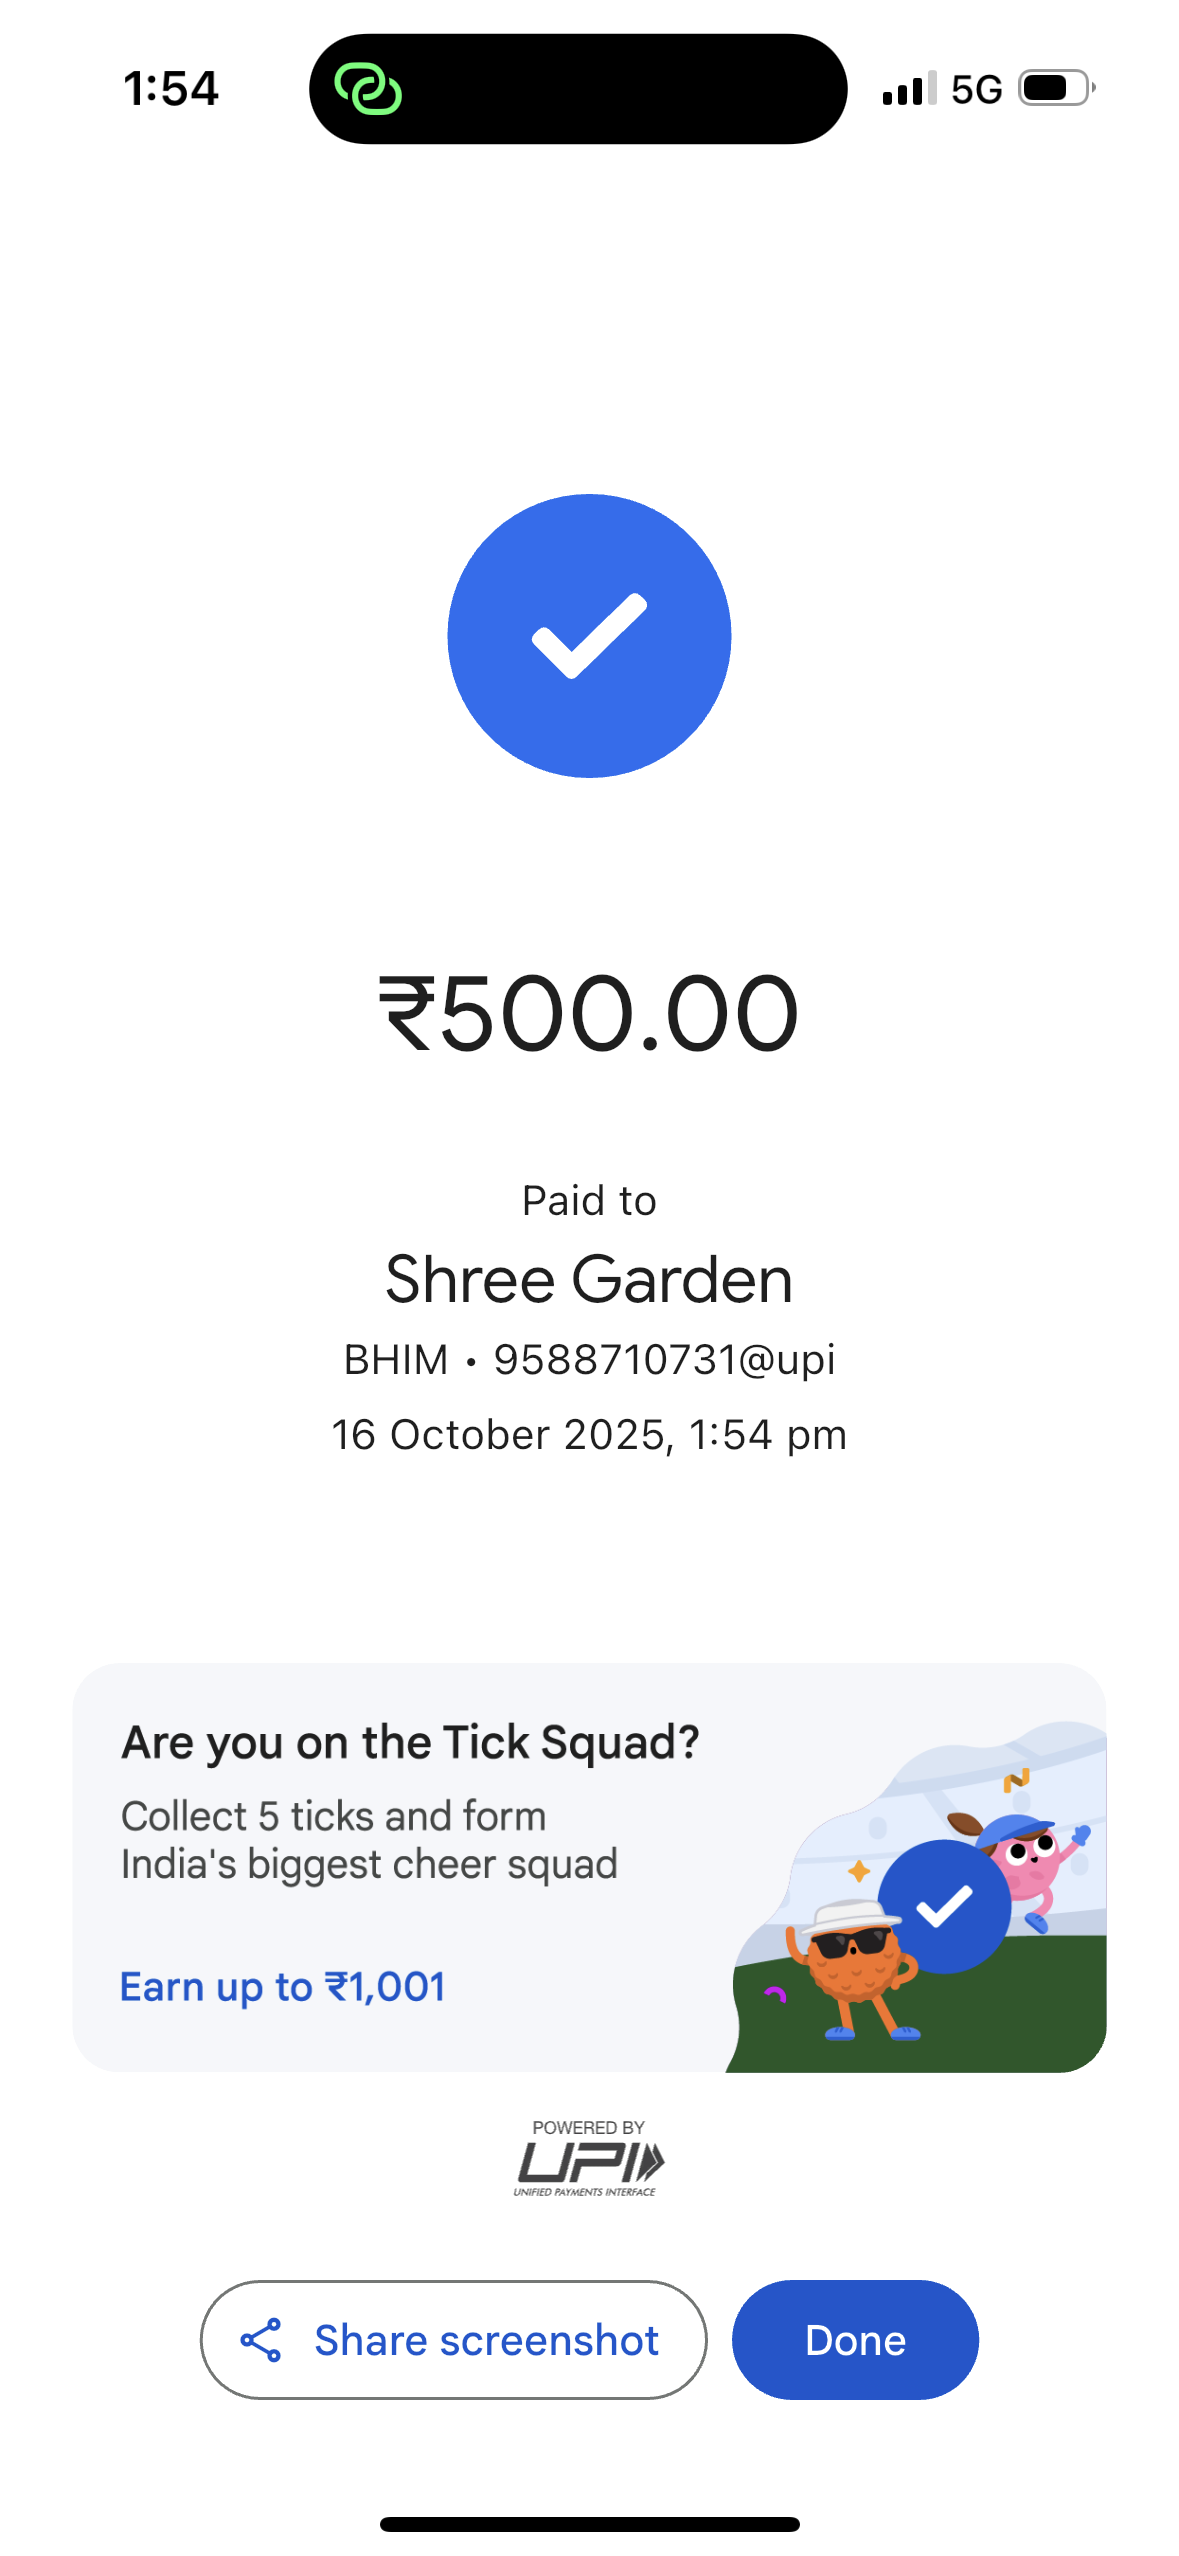 1:54
5G
₹500.00
Paid to
Shree Garden
BHIM • 9588710731@upi
16 October 2025, 1:54 pm
Are you on the Tick Squad?
Collect 5 ticks and form
India's biggest cheer squad
Earn up to ₹1,001
POWERED BY
UPI
UNIFIED PAYMENTS INTERFACE
Share screenshot
Done